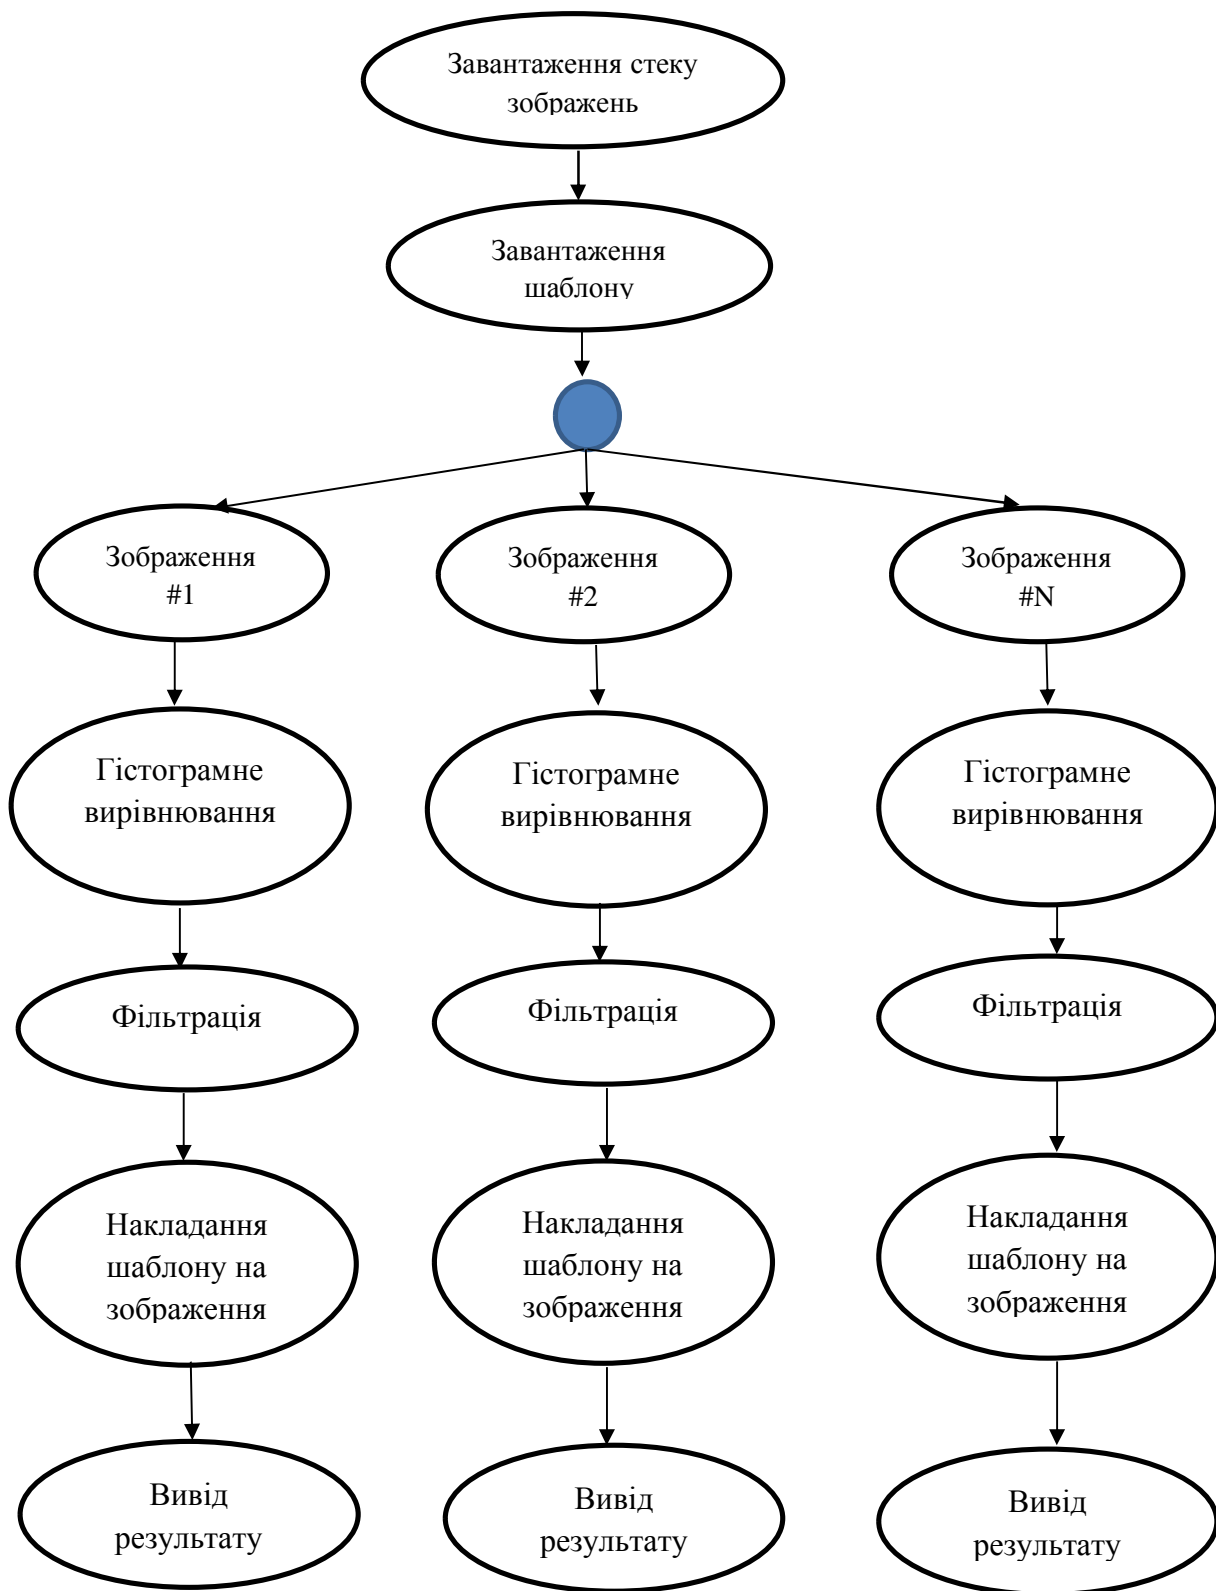 Завантаження стеку
зображень
Завантаження
шаблону
Зображення
#1
Зображення
#2
Зображення
#N
Гістограмне
вирівнювання
Гістограмне
вирівнювання
Гістограмне
вирівнювання
Фільтрація
Фільтрація
Фільтрація
Накладання
шаблону на
зображення
Накладання
шаблону на
зображення
Накладання
шаблону на
зображення
Вивід
результату
Вивід
результату
Вивід
результату